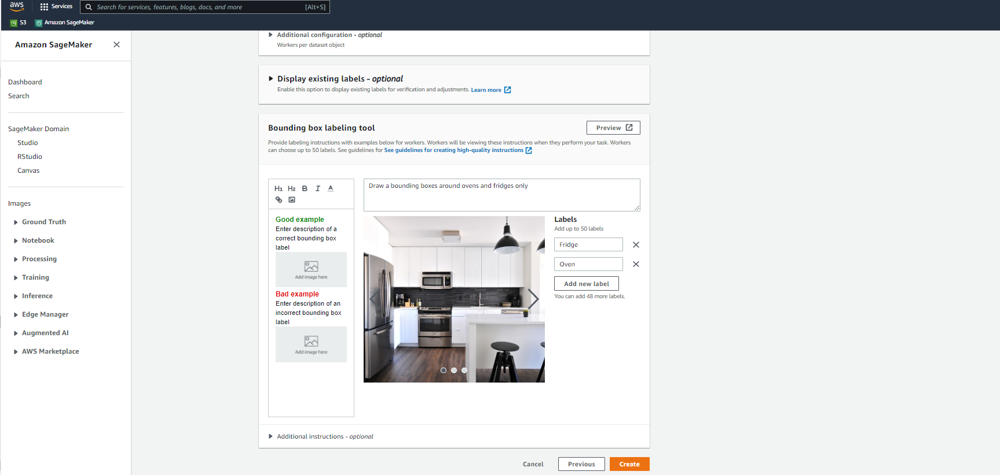 aws
Services
Search for services, features, blogs, docs, and more
[Alt+S]
S3
Amazon SageMaker
Amazon SageMaker
Dashboard
Search
SageMaker Domain
Studio
RStudio
Canvas
Images
Ground Truth
Notebook
Processing
Training
Inference
Edge Manager
Augmented AI
AWS Marketplace
Additional configuration - optional
Workers per dataset object
Display existing labels - optional
Enable this option to display existing labels for verification and adjustments. Learn more
Bounding box labeling tool
Preview
Provide labeling instructions with examples below for workers. Workers will be viewing these instructions when they perform your task. Workers
can choose up to 50 labels. See guidelines for See guidelines for creating high-quality instructions
H1 H2 B I A
Good example
Enter description of a
correct bounding box
label
Add image here
Bad example
Enter description of an
incorrect bounding box
label
Add image here
Draw a bounding boxes around ovens and fridges only
Labels
Add up to 50 labels
Fridge
Oven
Add new label
You can add 48 more labels.
Additional instructions - optional
Cancel
Previous
Create